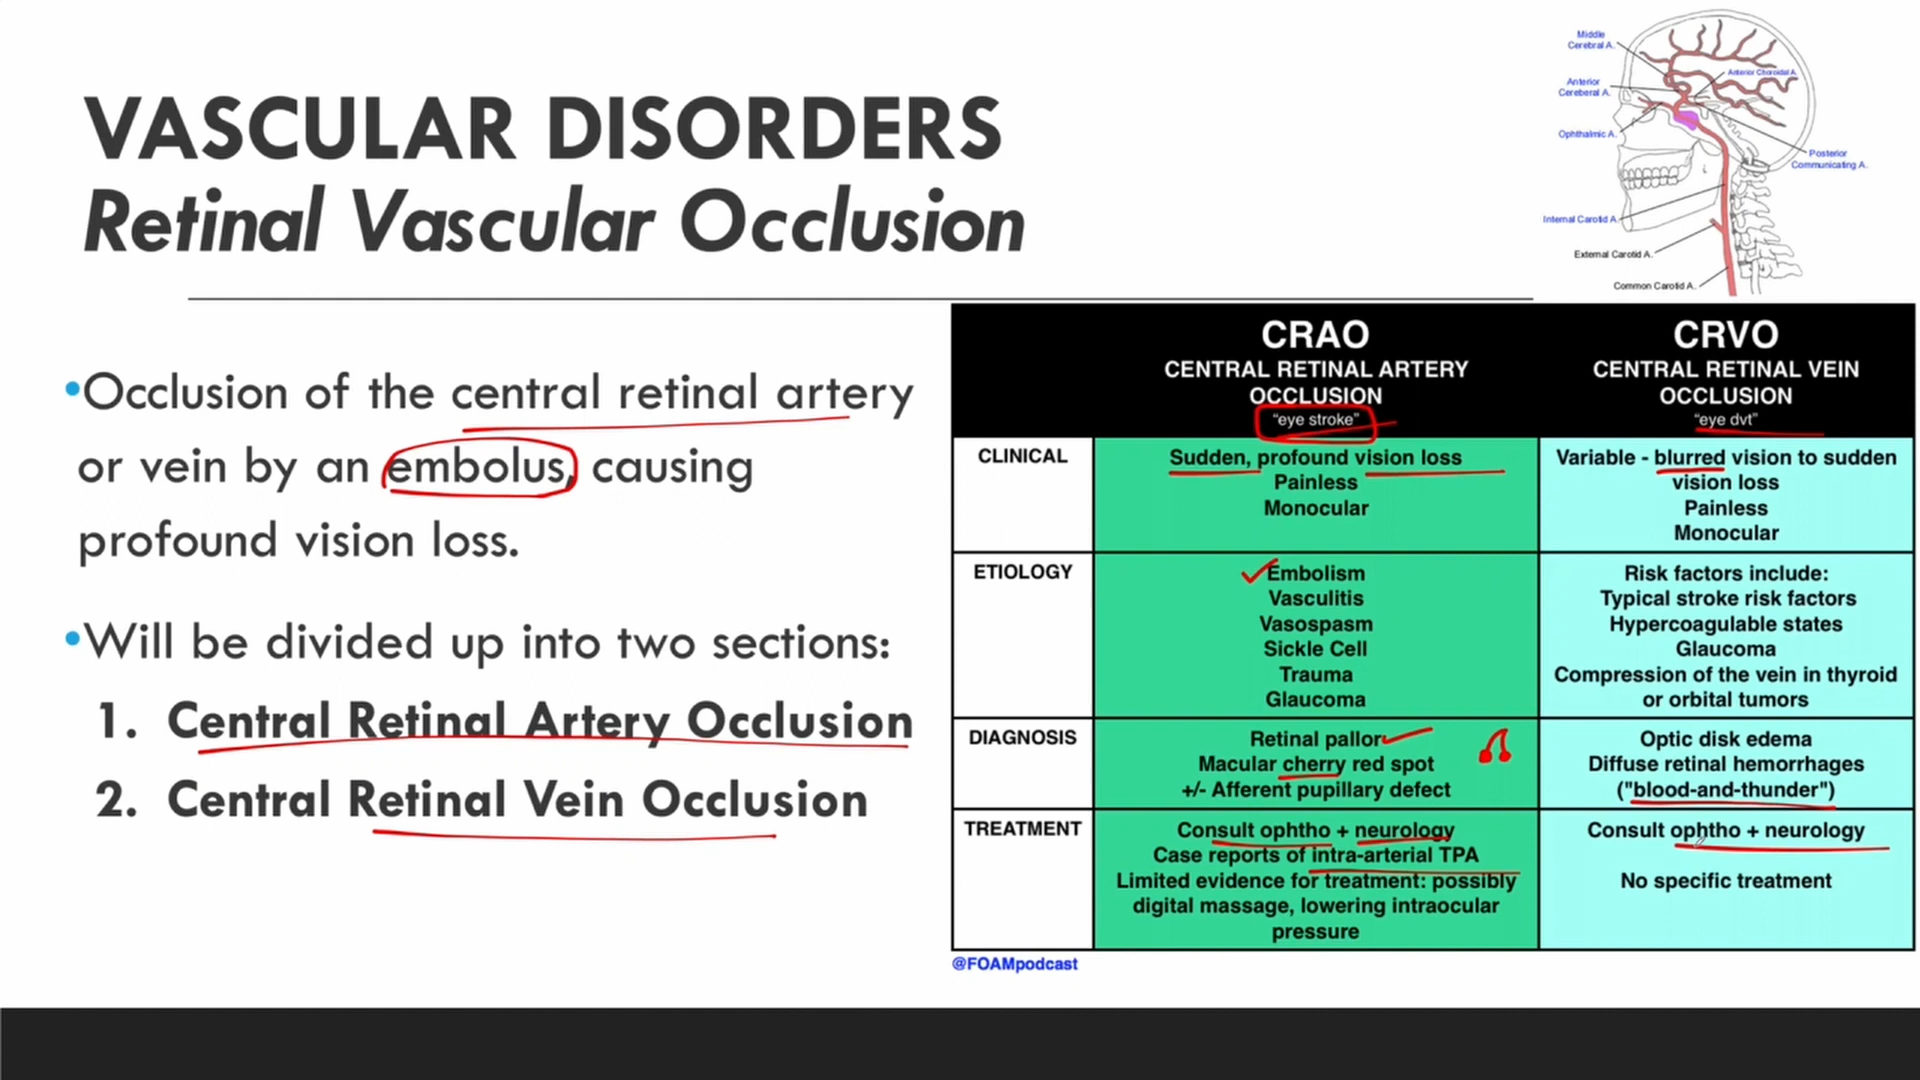 VASCULAR DISORDERS
Retinal Vascular Occlusion
•Occlusion of the central retinal artery
or vein by an embolus, causing
profound vision loss.
•Will be divided up into two sections:
1. Central Retinal Artery Occlusion
2. Central Retinal Vein Occlusion
Middle
Cerebral A.
Anterior Choroidal A.
Anterior
Cereberal A.
Ophthalmic A.
Posterior
Communicating A.
Internal Carotid A.
External Carotid A.
Common Carotid A.
CRAO
CENTRAL RETINAL ARTERY
OCCLUSION
"eye stroke"
CRVO
CENTRAL RETINAL VEIN
OCCLUSION
"eye dvt"
CLINICAL
Sudden, profound vision loss
Painless
Monocular
Variable - blurred vision to sudden
vision loss
Painless
Monocular
ETIOLOGY
Embolism
Vasculitis
Vasospasm
Sickle Cell
Trauma
Glaucoma
Risk factors include:
Typical stroke risk factors
Hypercoagulable states
Glaucoma
Compression of the vein in thyroid
or orbital tumors
DIAGNOSIS
Retinal pallor
Macular cherry red spot
+/- Afferent pupillary defect
Optic disk edema
Diffuse retinal hemorrhages
("blood-and-thunder")
TREATMENT
Consult ophtho + neurology
Case reports of intra-arterial TPA
Limited evidence for treatment: possibly
digital massage, lowering intraocular
pressure
Consult ophtho + neurology
No specific treatment
@FOAMpodcast